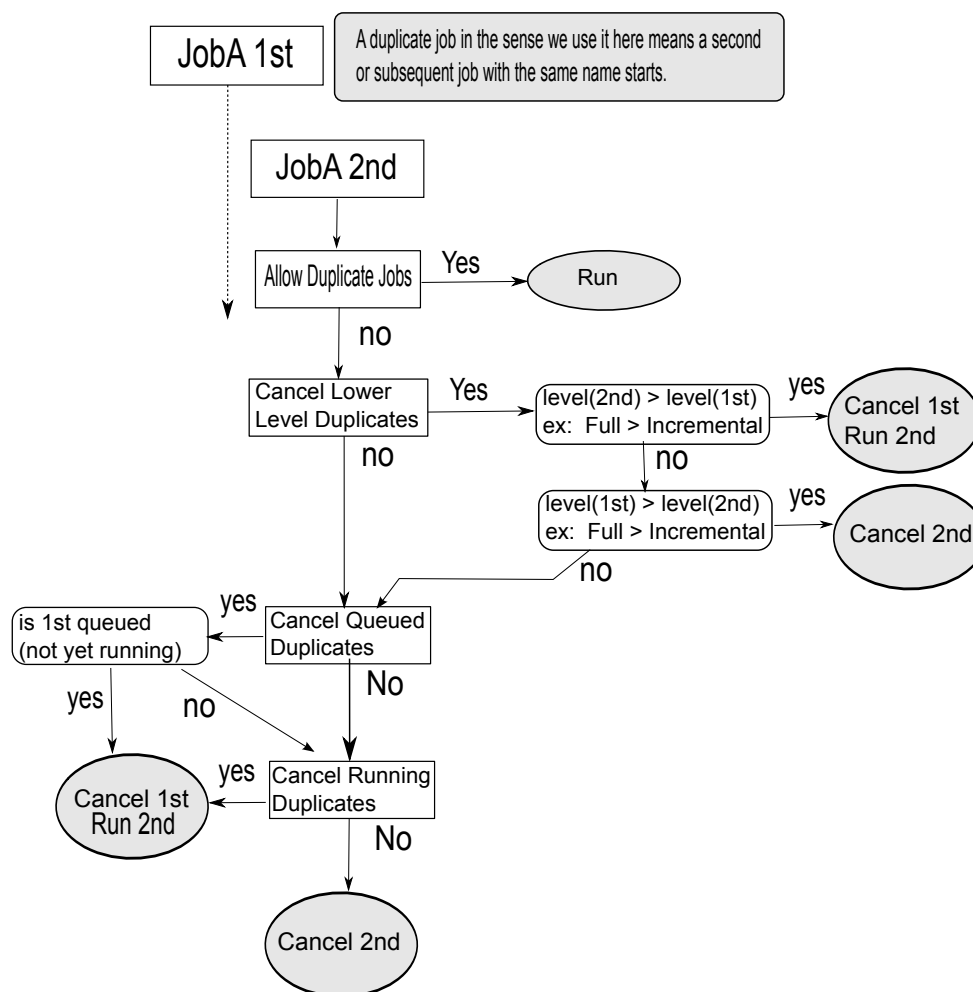 JobA 1st
A duplicate job in the sense we use it here means a second
or subsequent job with the same name starts.
JobA 2nd
Allow Duplicate Jobs
Yes
Run
no
Cancel Lower
Level Duplicates
Yes
level(2nd) > level(1st)
ex: Full > Incremental
yes
Cancel 1st
Run 2nd
no
no
level(1st) > level(2nd)
ex: Full > Incremental
yes
Cancel 2nd
no
Cancel Queued
Duplicates
yes
is 1st queued
(not yet running)
No
yes
no
Cancel Running
Duplicates
yes
Cancel 1st
Run 2nd
No
Cancel 2nd